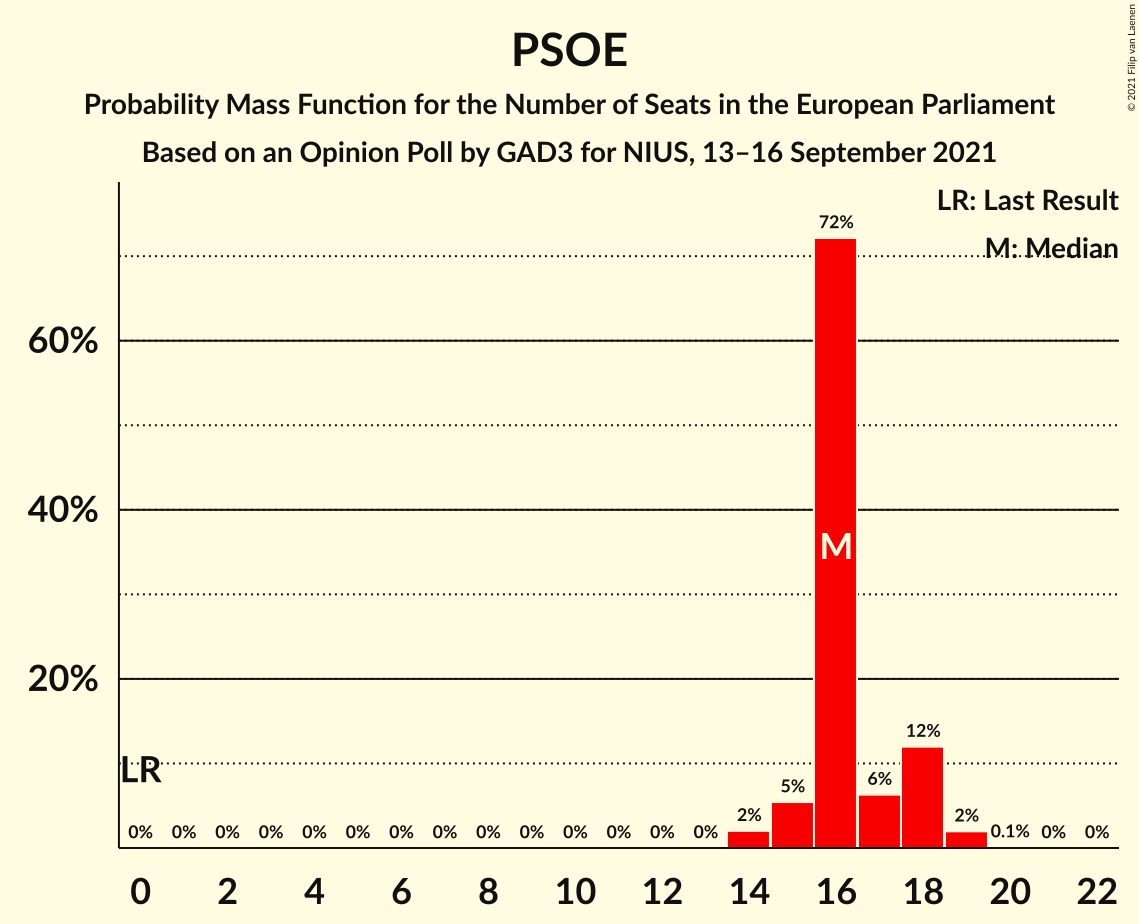 PSOE
Probability Mass Function for the Number of Seats in the European Parliament
Based on an Opinion Poll by GAD3 for NIUS, 13–16 September 2021
© 2021 Filip van Laenen
LR: Last Result
M: Median
72%
60%
40%
M
20%
12%
LR
6%
5%
2%
2%
0% 0% 0% 0% 0% 0% 0% 0% 0% 0% 0% 0% 0% 0% 0.1% 0% 0%
0 2 4 6 8 10 12 14 16 18 20 22